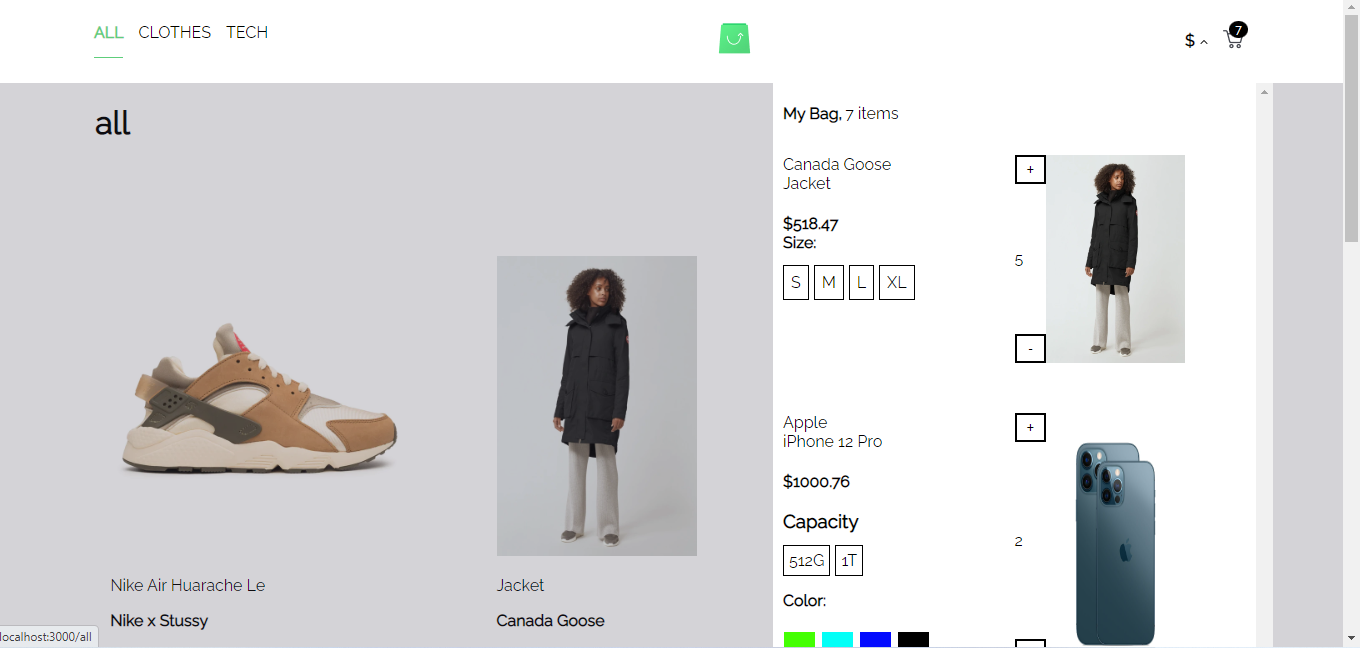 ALL CLOTHES TECH
$ 7
all
Nike Air Huarache Le
Nike x Stussy
Jacket
Canada Goose
My Bag, 7 items
Canada Goose
Jacket
$518.47
Size:
S M L XL
+
5
-
Apple
iPhone 12 Pro
$1000.76
Capacity
512G 1T
Color:
+
2
localhost:3000/all